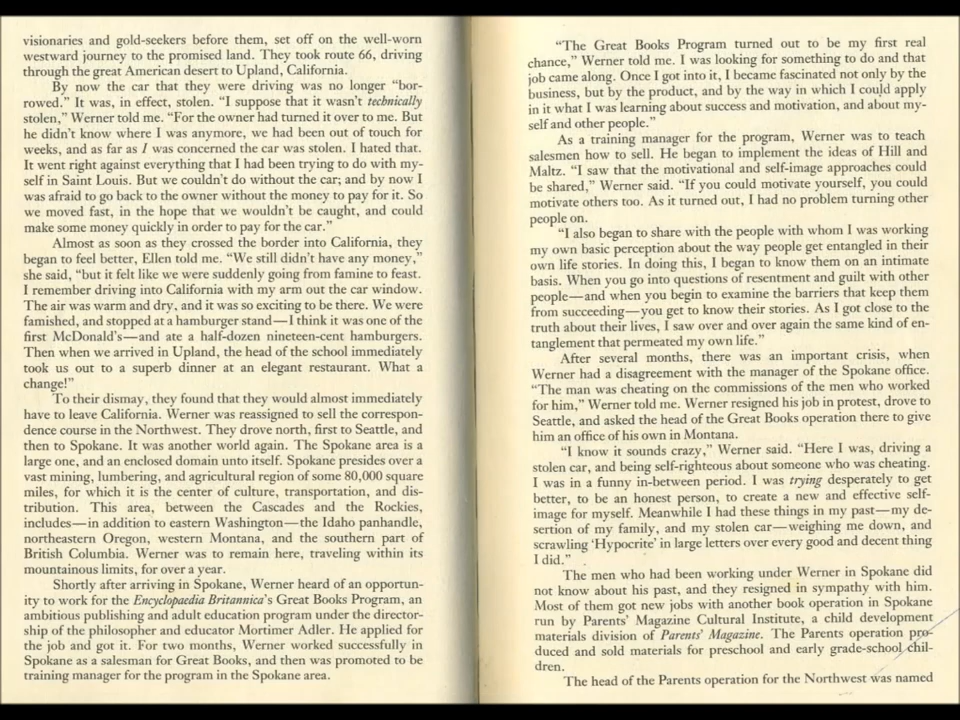 visionaries and gold-seekers before them, set off on the well-worn
westward journey to the promised land. They took route 66, driving
through the great American desert to Upland, California.
By now the car that they were driving was no longer “bor-
rowed.” It was, in effect, stolen. “I suppose that it wasn’t technically
stolen,” Werner told me. “For the owner had turned it over to me. But
he didn’t know where I was anymore, we had been out of touch for
weeks, and as far as I was concerned the car was stolen. I hated that.
It went right against everything that I had been trying to do with my-
self in Saint Louis. But we couldn’t do without the car; and by now I
was afraid to go back to the owner without the money to pay for it. So
we moved fast, in the hope that we wouldn’t be caught, and could
make some money quickly in order to pay for the car.”
Almost as soon as they crossed the border into California, they
began to feel better, Ellen told me. “We still didn’t have any money,”
she said, “but it felt like we were suddenly going from famine to feast.
I remember driving into California with my arm out the car window.
The air was warm and dry, and it was so exciting to be there. We were
famished, and stopped at a hamburger stand—I think it was one of the
first McDonald’s—and ate a half-dozen nineteen-cent hamburgers.
Then when we arrived in Upland, the head of the school immediately
took us out to a superb dinner at an elegant restaurant. What a
change!”
To their dismay, they found that they would almost immediately
have to leave California. Werner was reassigned to sell the correspon-
dence course in the Northwest. They drove north, first to Seattle, and
then to Spokane. It was another world again. The Spokane area is a
large one, and an enclosed domain unto itself. Spokane presides over a
vast mining, lumbering, and agricultural region of some 80,000 square
miles, for which it is the center of culture, transportation, and dis-
tribution. This area, between the Cascades and the Rockies,
includes—in addition to eastern Washington—the Idaho panhandle,
northeastern Oregon, western Montana, and the southern part of
British Columbia. Werner was to remain here, traveling within its
mountainous limits, for over a year.
Shortly after arriving in Spokane, Werner heard of an opportun-
ity to work for the Encyclopaedia Britannica’s Great Books Program, an
ambitious publishing and adult education program under the director-
ship of the philosopher and educator Mortimer Adler. He applied for
the job and got it. For two months, Werner worked successfully in
Spokane as a salesman for Great Books, and then was promoted to be
training manager for the program in the Spokane area.
“The Great Books Program turned out to be my first real
chance,” Werner told me. I was looking for something to do and that
job came along. Once I got into it, I became fascinated not only by the
business, but by the product, and by the way in which I could apply
in it what I was learning about success and motivation, and about my-
self and other people.”
As a training manager for the program, Werner was to teach
salesmen how to sell. He began to implement the ideas of Hill and
Maltz. “I saw that the motivational and self-image approaches could
be shared,” Werner said. “If you could motivate yourself, you could
motivate others too. As it turned out, I had no problem turning other
people on.
“I also began to share with the people with whom I was working
my own basic perception about the way people get entangled in their
own life stories. In doing this, I began to know them on an intimate
basis. When you go into questions of resentment and guilt with other
people—and when you begin to examine the barriers that keep them
from succeeding—you get to know their stories. As I got close to the
truth about their lives, I saw over and over again the same kind of en-
tanglement that permeated my own life.”
After several months, there was an important crisis, when
Werner had a disagreement with the manager of the Spokane office.
“The man was cheating on the commissions of the men who worked
for him,” Werner told me. Werner resigned his job in protest, drove to
Seattle, and asked the head of the Great Books operation there to give
him an office of his own in Montana.
“I know it sounds crazy,” Werner said. “Here I was, driving a
stolen car, and being self-righteous about someone who was cheating.
I was in a funny in-between period. I was trying desperately to get
better, to be an honest person, to create a new and effective self-
image for myself. Meanwhile I had these things in my past—my de-
sertion of my family, and my stolen car—weighing me down, and
scrawling ‘Hypocrite’ in large letters over every good and decent thing
I did.”
The men who had been working under Werner in Spokane did
not know about his past, and they resigned in sympathy with him.
Most of them got new jobs with another book operation in Spokane
run by Parents’ Magazine Cultural Institute, a child development
materials division of Parents’ Magazine. The Parents operation pro-
duced and sold materials for preschool and early grade-school chil-
dren.
The head of the Parents operation for the Northwest was named